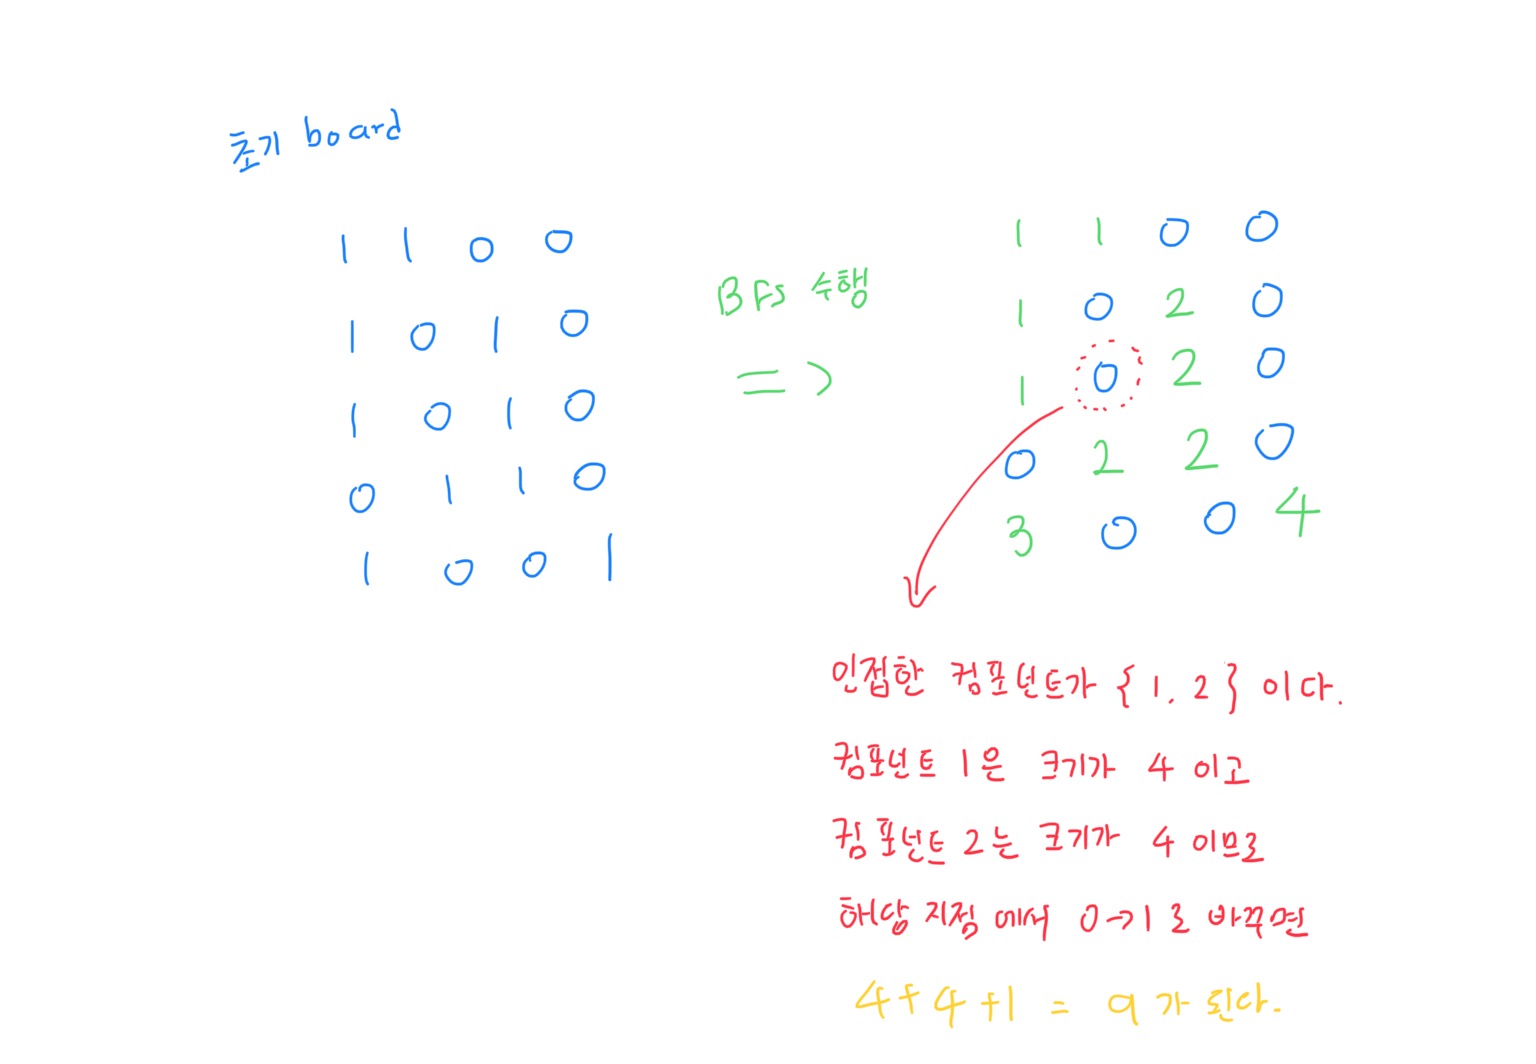 초기 board
1 1 0 0
1 0 1 0
1 0 1 0
0 1 1 0
1 0 0 1
BFS 수행
=>
1 1 0 0
1 0 2 0
1 0 2 0
0 2 2 0
3 0 0 4
인접한 컴포넌트가 {1, 2} 이다.
컴포넌트 1은 크기가 4 이고
컴포넌트 2는 크기가 4 이므로
해당 지점에서 0→1로 바꾸면
4+4+1 = 9가 된다.